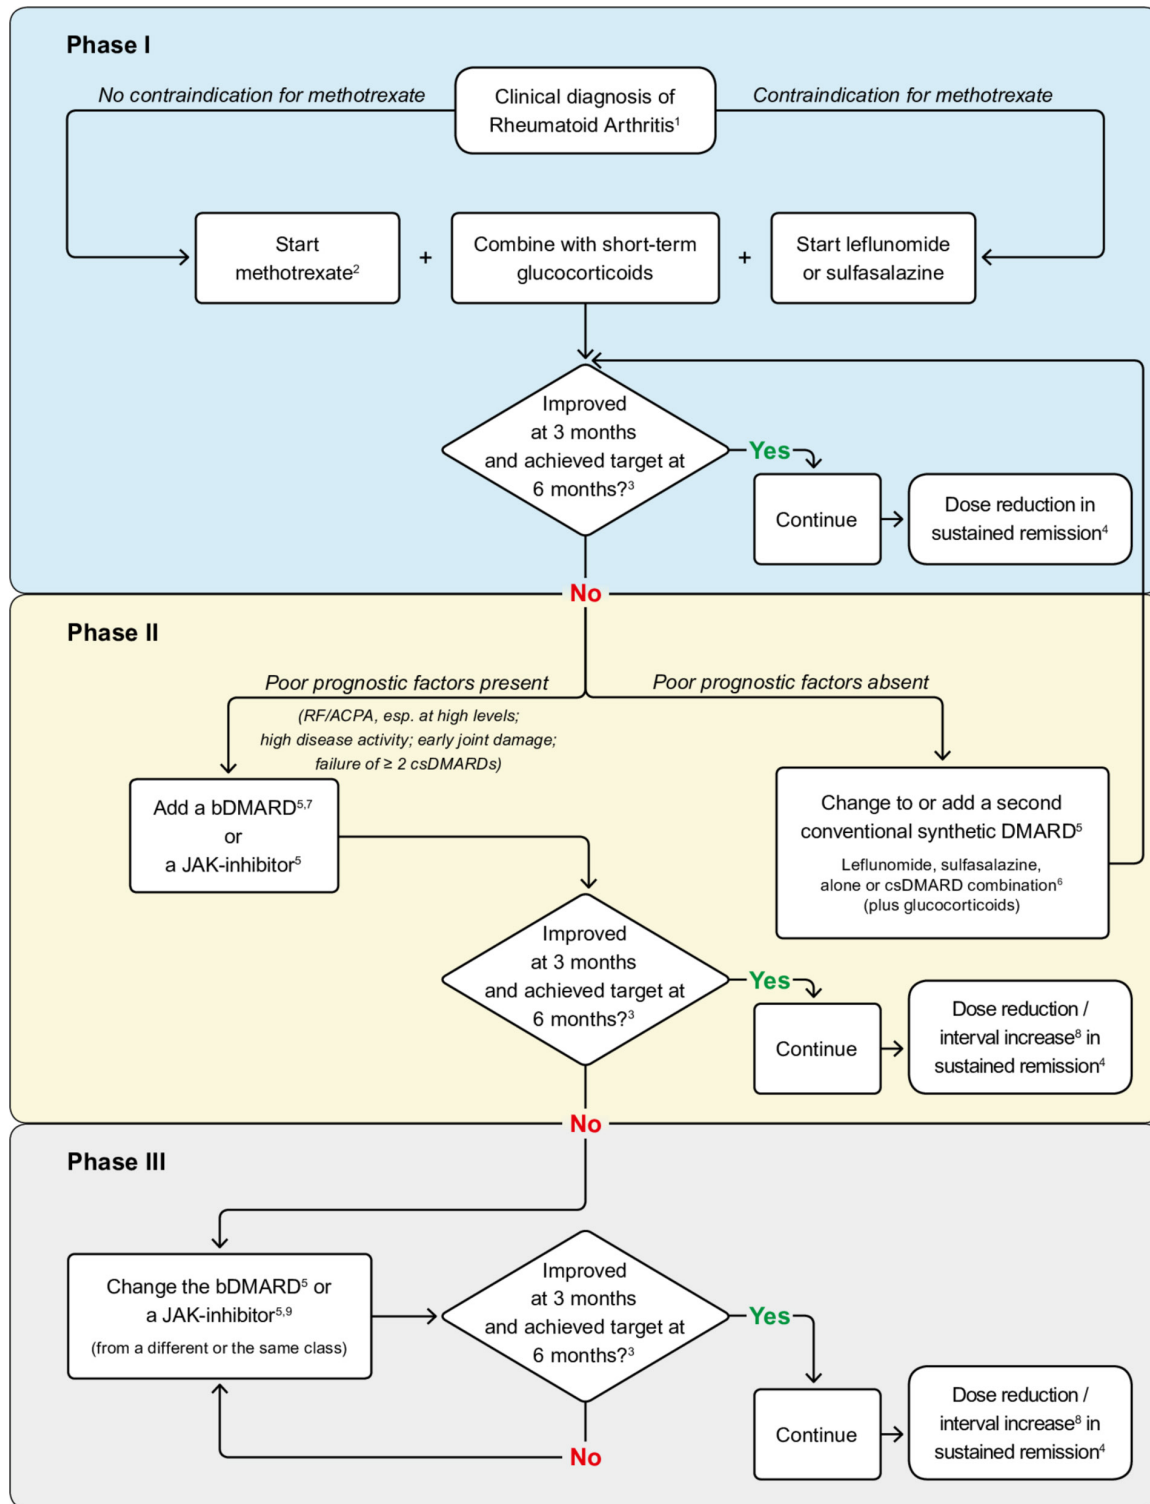 Phase I
No contraindication for methotrexate
Clinical diagnosis of
Rheumatoid Arthritis¹
Contraindication for methotrexate
Start
methotrexate²
+
Combine with short-term
glucocorticoids
+
Start leflunomide
or sulfasalazine
Improved
at 3 months
and achieved target at
6 months?³
Yes
Continue
Dose reduction in
sustained remission⁴
No
Phase II
Poor prognostic factors present
(RF/ACPA, esp. at high levels;
high disease activity; early joint damage;
failure of ≥ 2 csDMARDs)
Poor prognostic factors absent
Add a bDMARD⁵,⁷
or
a JAK-inhibitor⁵
Change to or add a second
conventional synthetic DMARD⁵
Leflunomide, sulfasalazine,
alone or csDMARD combination⁶
(plus glucocorticoids)
Improved
at 3 months
and achieved target at
6 months?³
Yes
Continue
Dose reduction /
interval increase⁸ in
sustained remission⁴
No
Phase III
Change the bDMARD⁵ or
a JAK-inhibitor⁵,⁹
(from a different or the same class)
Improved
at 3 months
and achieved target at
6 months?³
Yes
Continue
Dose reduction /
interval increase⁸ in
sustained remission⁴
No